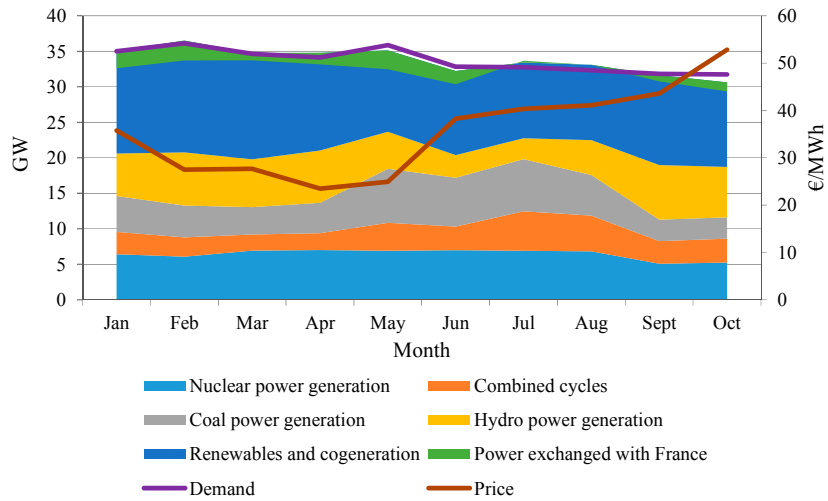 40
35
30
25
20
15
10
5
0
GW
60
50
40
30
20
10
0
€/MWh
Jan Feb Mar Apr May Jun Jul Aug Sept Oct
Month
Nuclear power generation Combined cycles
Coal power generation Hydro power generation
Renewables and cogeneration Power exchanged with France
Demand Price